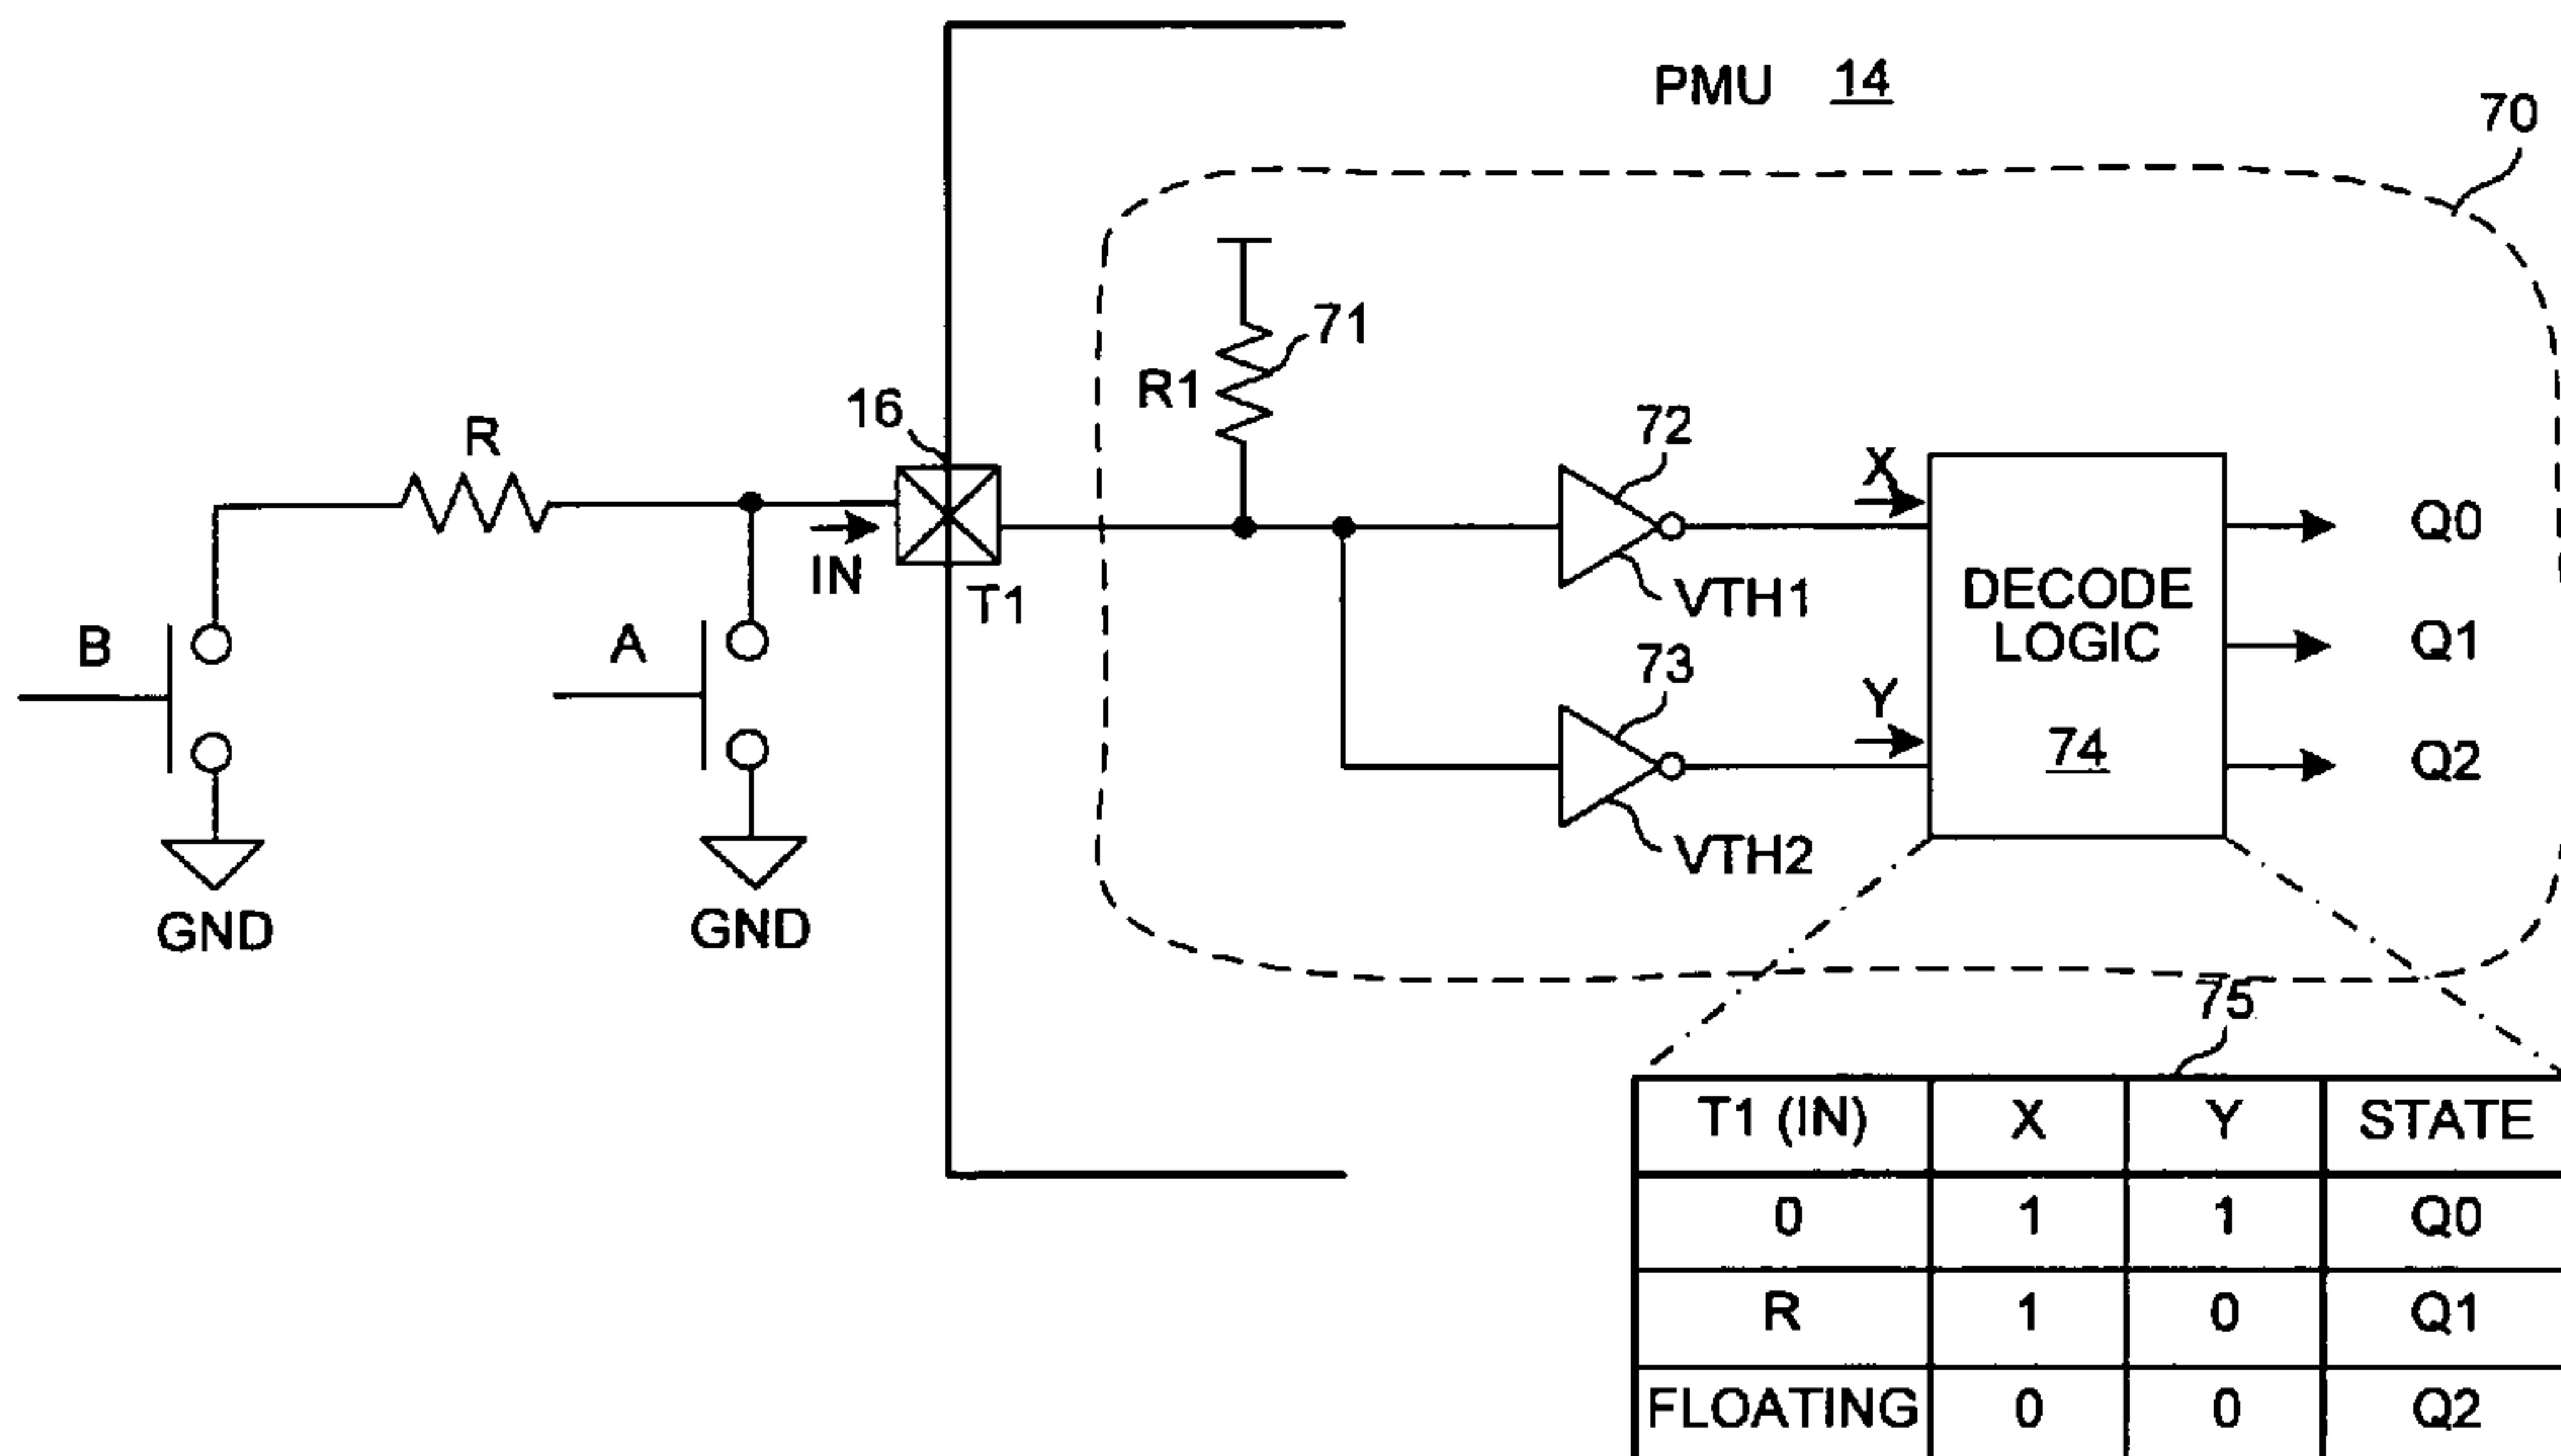 PMU 14
70
71
R1
16
R
72
X
IN
T1
VTH1
B
A
DECODE
LOGIC
74
Q0
Q1
Q2
73
Y
VTH2
GND
GND
75
T1 (IN) X Y STATE
0 1 1 Q0
R 1 0 Q1
FLOATING 0 0 Q2